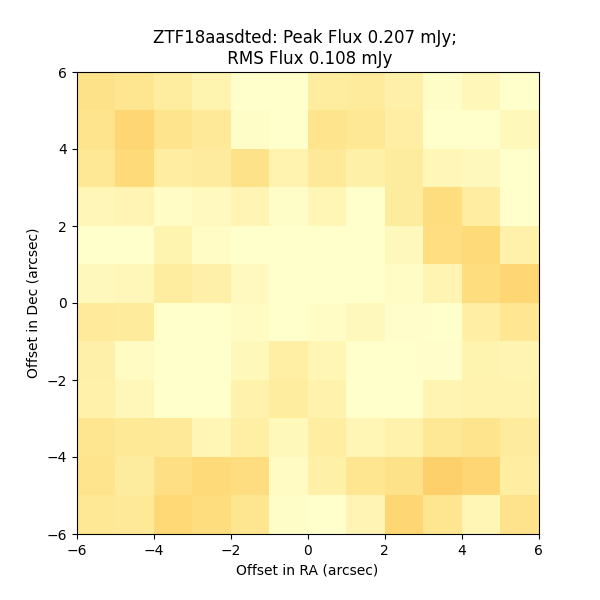 ZTF18aasdted: Peak Flux 0.207 mJy;
RMS Flux 0.108 mJy
6
4
2
0
−2
−4
−6
Offset in Dec (arcsec)
−6 −4 −2 0 2 4 6
Offset in RA (arcsec)